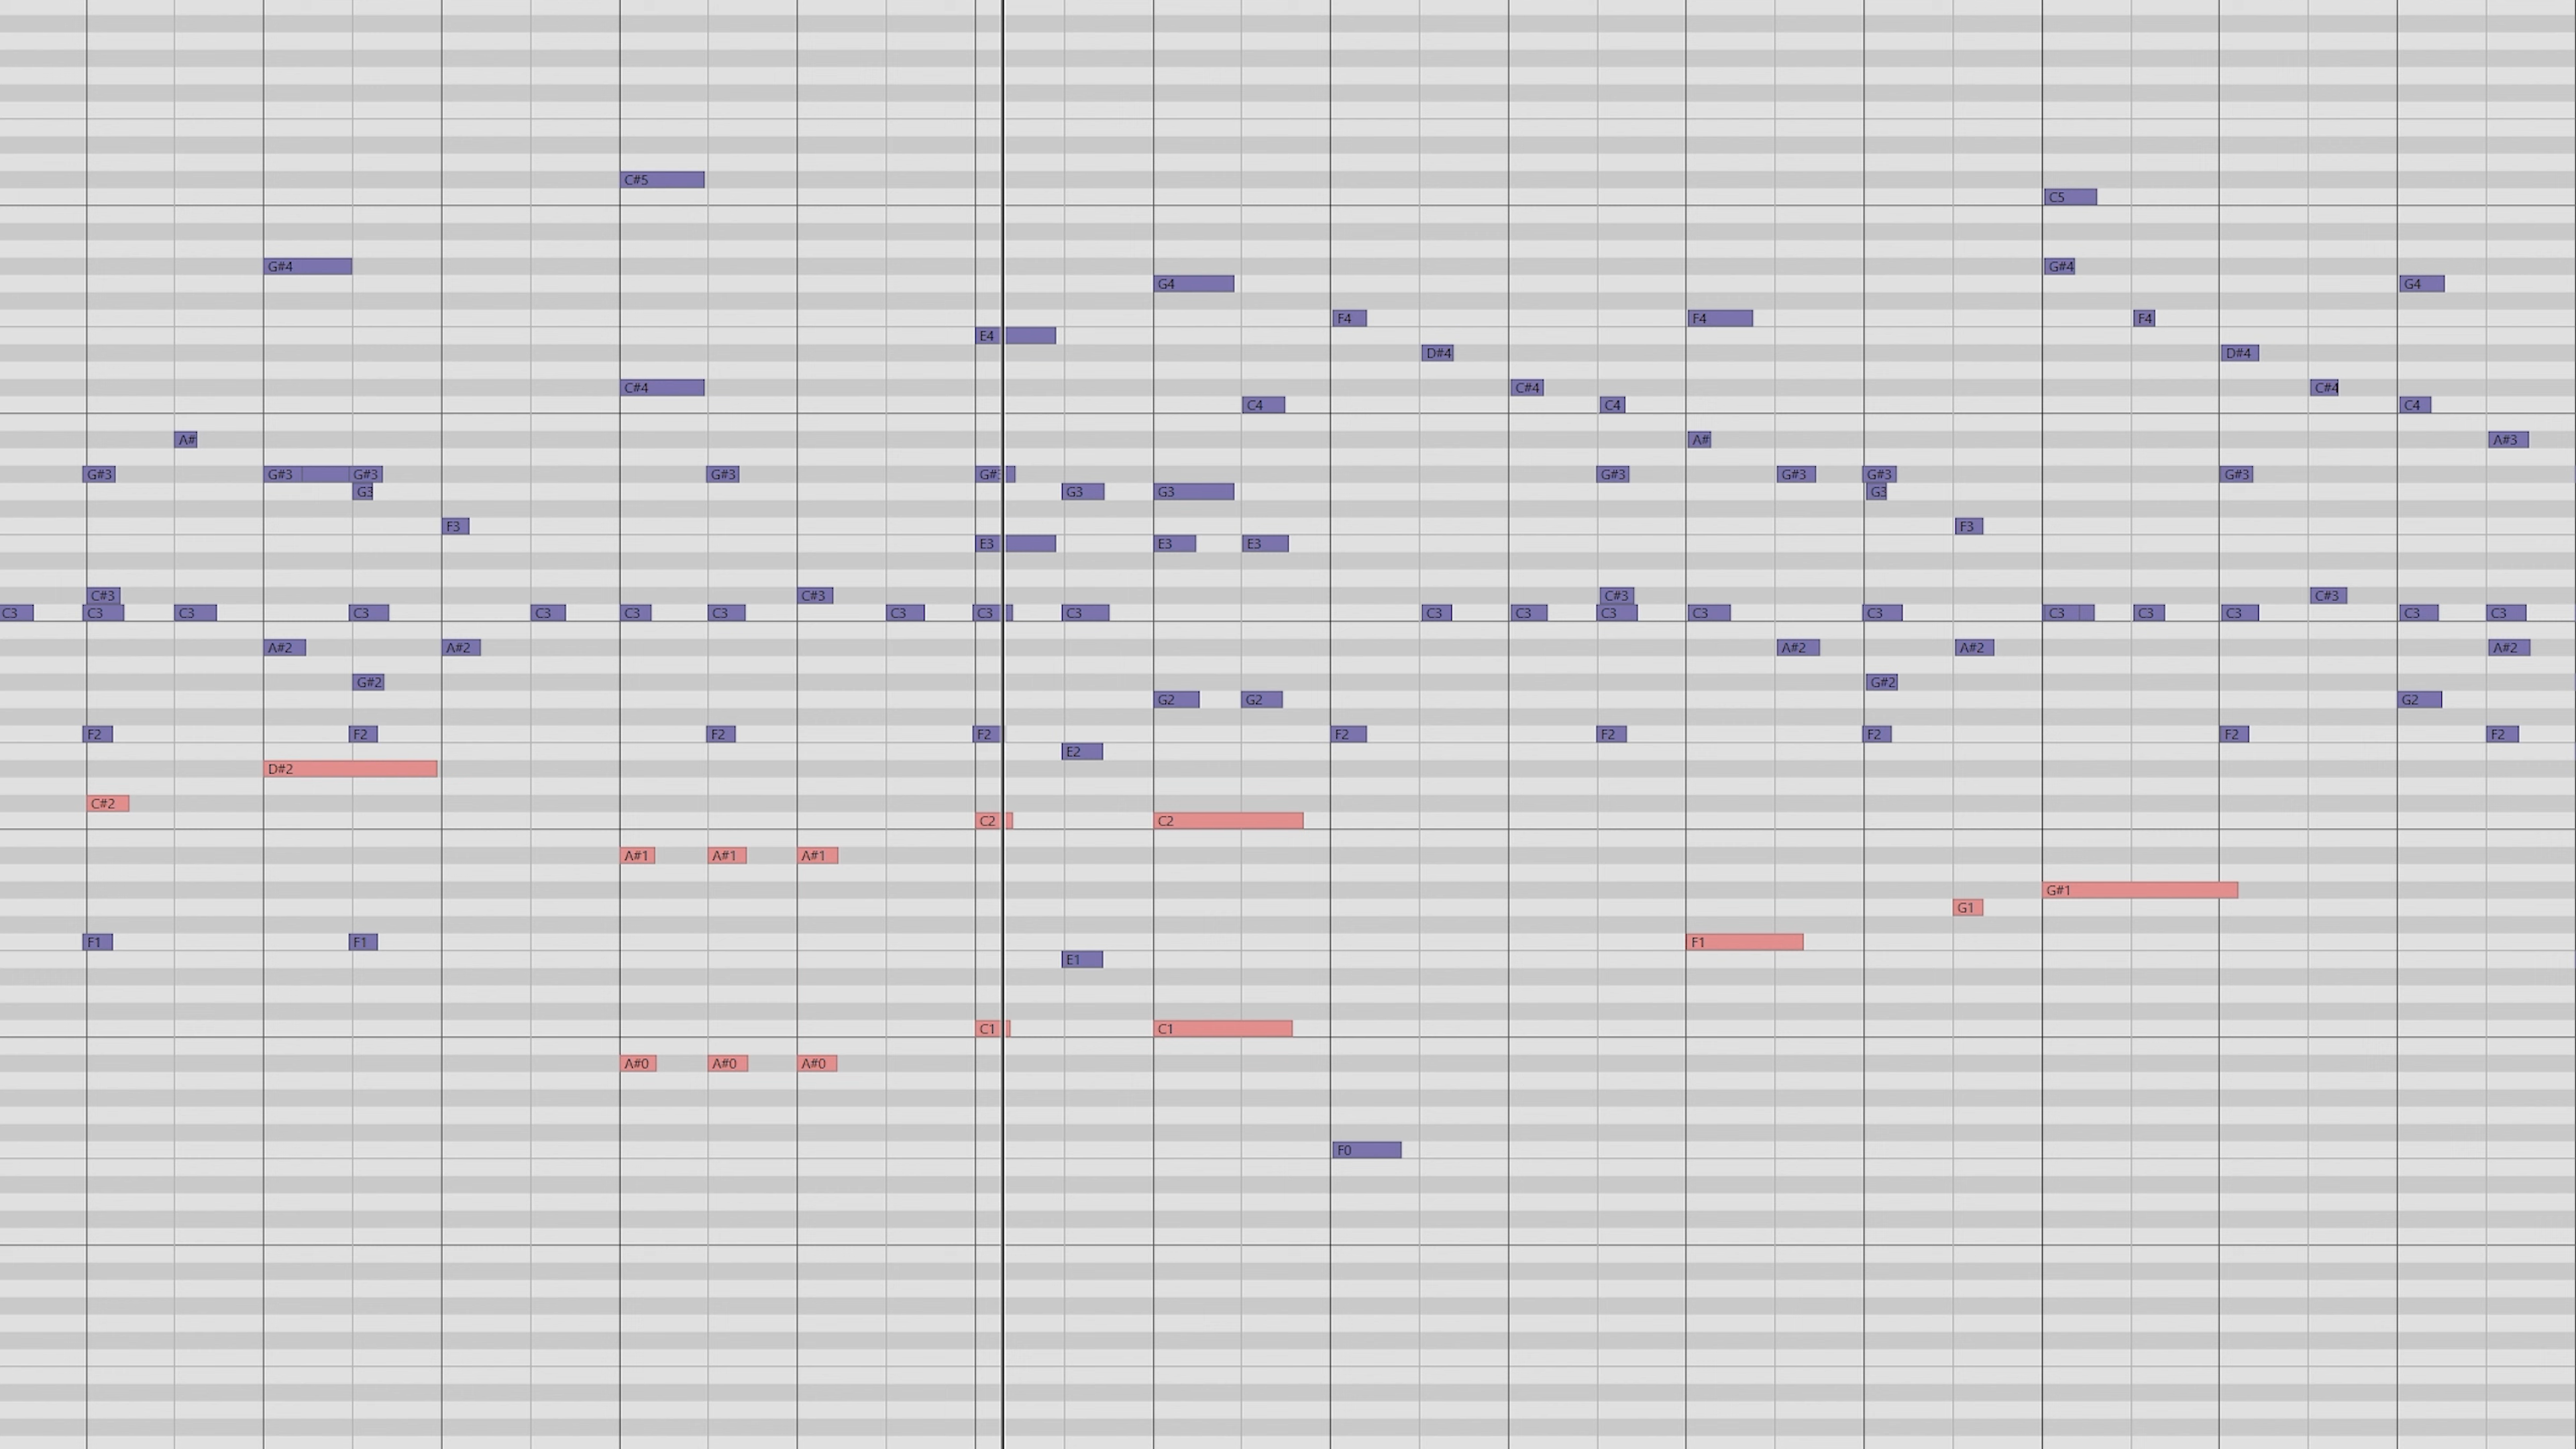 C#5
C5
G#4 G#4
G4 G4
F4 F4 F4
E4
D#4 D#4
C#4 C#4 C#4
C4 C4 C4
A# A# A#3
G#3 G#3 G#3 G#3 G# G#3 G#3 G#3 G#3
G3 G3 G3 G3
F3 F3
E3 E3 E3
C#3 C#3 C#3 C#3
C3 C3 C3 C3 C3 C3 C3 C3 C3 C3 C3 C3 C3 C3 C3 C3 C3 C3 C3 C3
A#2 A#2 A#2 A#2 A#2
G#2 G#2
G2 G2 G2
F2 F2 F2 F2 F2 F2 F2 F2 F2
E2
D#2
C#2
C2 C2
A#1 A#1 A#1
G#1
G1
F1 F1 F1
E1
C1 C1
A#0 A#0 A#0
F0